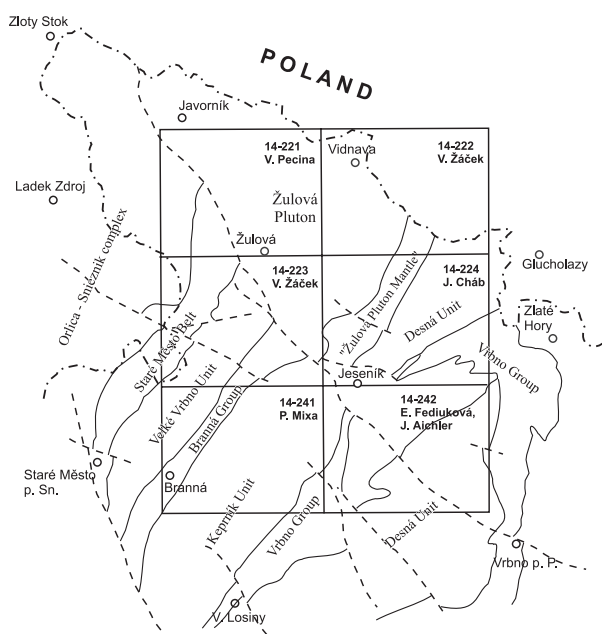 Zloty Stok
POLAND
Javorník
14-221
V. Pecina
14-222
V. Žáček
Vidnava
Ladek Zdroj
Žulová
Pluton
Orlica - Snieznik complex
Žulová
14-223
V. Žáček
"Žulová Pluton Mantle"
14-224
J. Cháb
Glucholazy
Desná Unit
Zlaté
Hory
Staré Město Belt
Velké Vrbno Unit
Branná Group
Vrbno Group
Jeseník
14-241
P. Mixa
14-242
E. Fediuková,
J. Aichler
Staré Město
p. Sn.
Branná
Keprník Unit
Vrbno Group
Desná Unit
Vrbno p. P.
V. Losiny